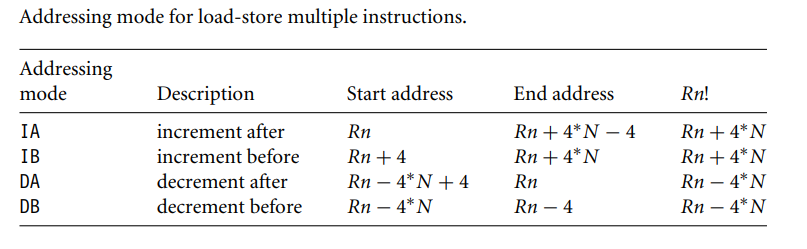 Addressing mode for load-store multiple instructions.
Addressing
mode Description Start address End address Rn!
IA increment after Rn Rn + 4*N − 4 Rn + 4*N
IB increment before Rn + 4 Rn + 4*N Rn + 4*N
DA decrement after Rn − 4*N + 4 Rn Rn − 4*N
DB decrement before Rn − 4*N Rn − 4 Rn − 4*N